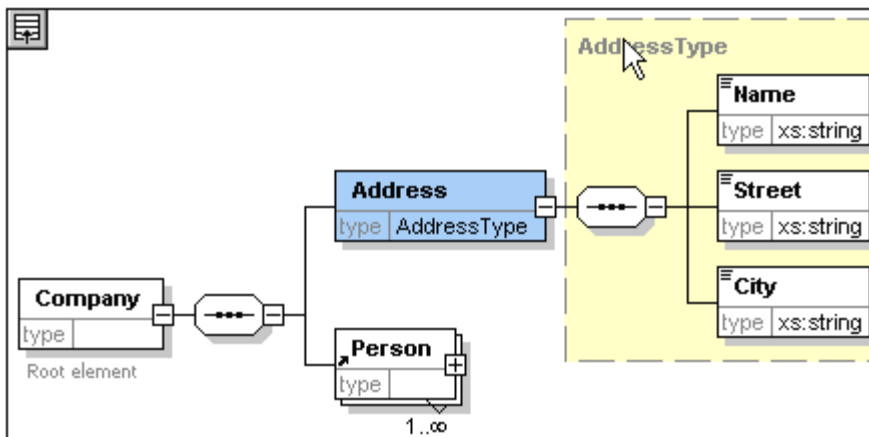 AddressType
Name
type xs:string
Address
type AddressType
Street
type xs:string
Company
type
Root element
City
type xs:string
Person
type
1..∞